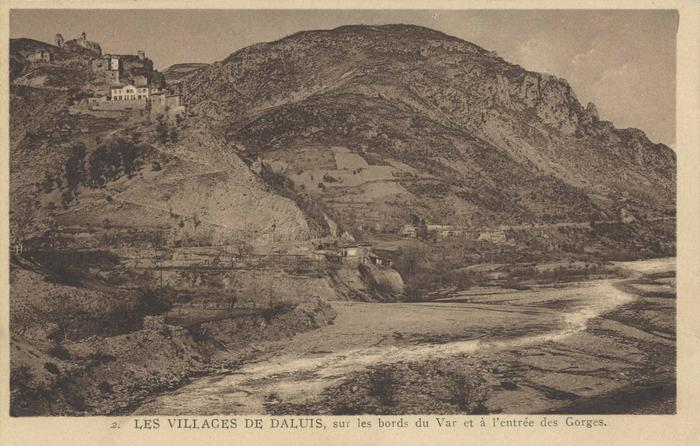 2. LES VILLAGES DE DALUIS, sur les bords du Var et à l'entrée des Gorges.